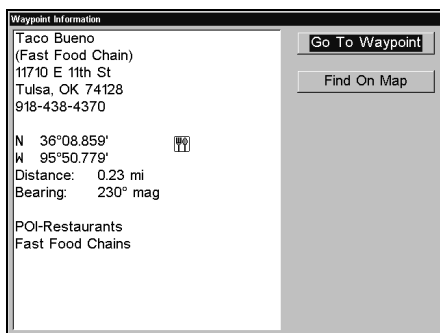 Waypoint Information
Taco Bueno
(Fast Food Chain)
11710 E 11th St
Tulsa, OK 74128
918-438-4370
N 36°08.859'
W 95°50.779'
Distance: 0.23 mi
Bearing: 230° mag
POI-Restaurants
Fast Food Chains
Go To Waypoint
Find On Map